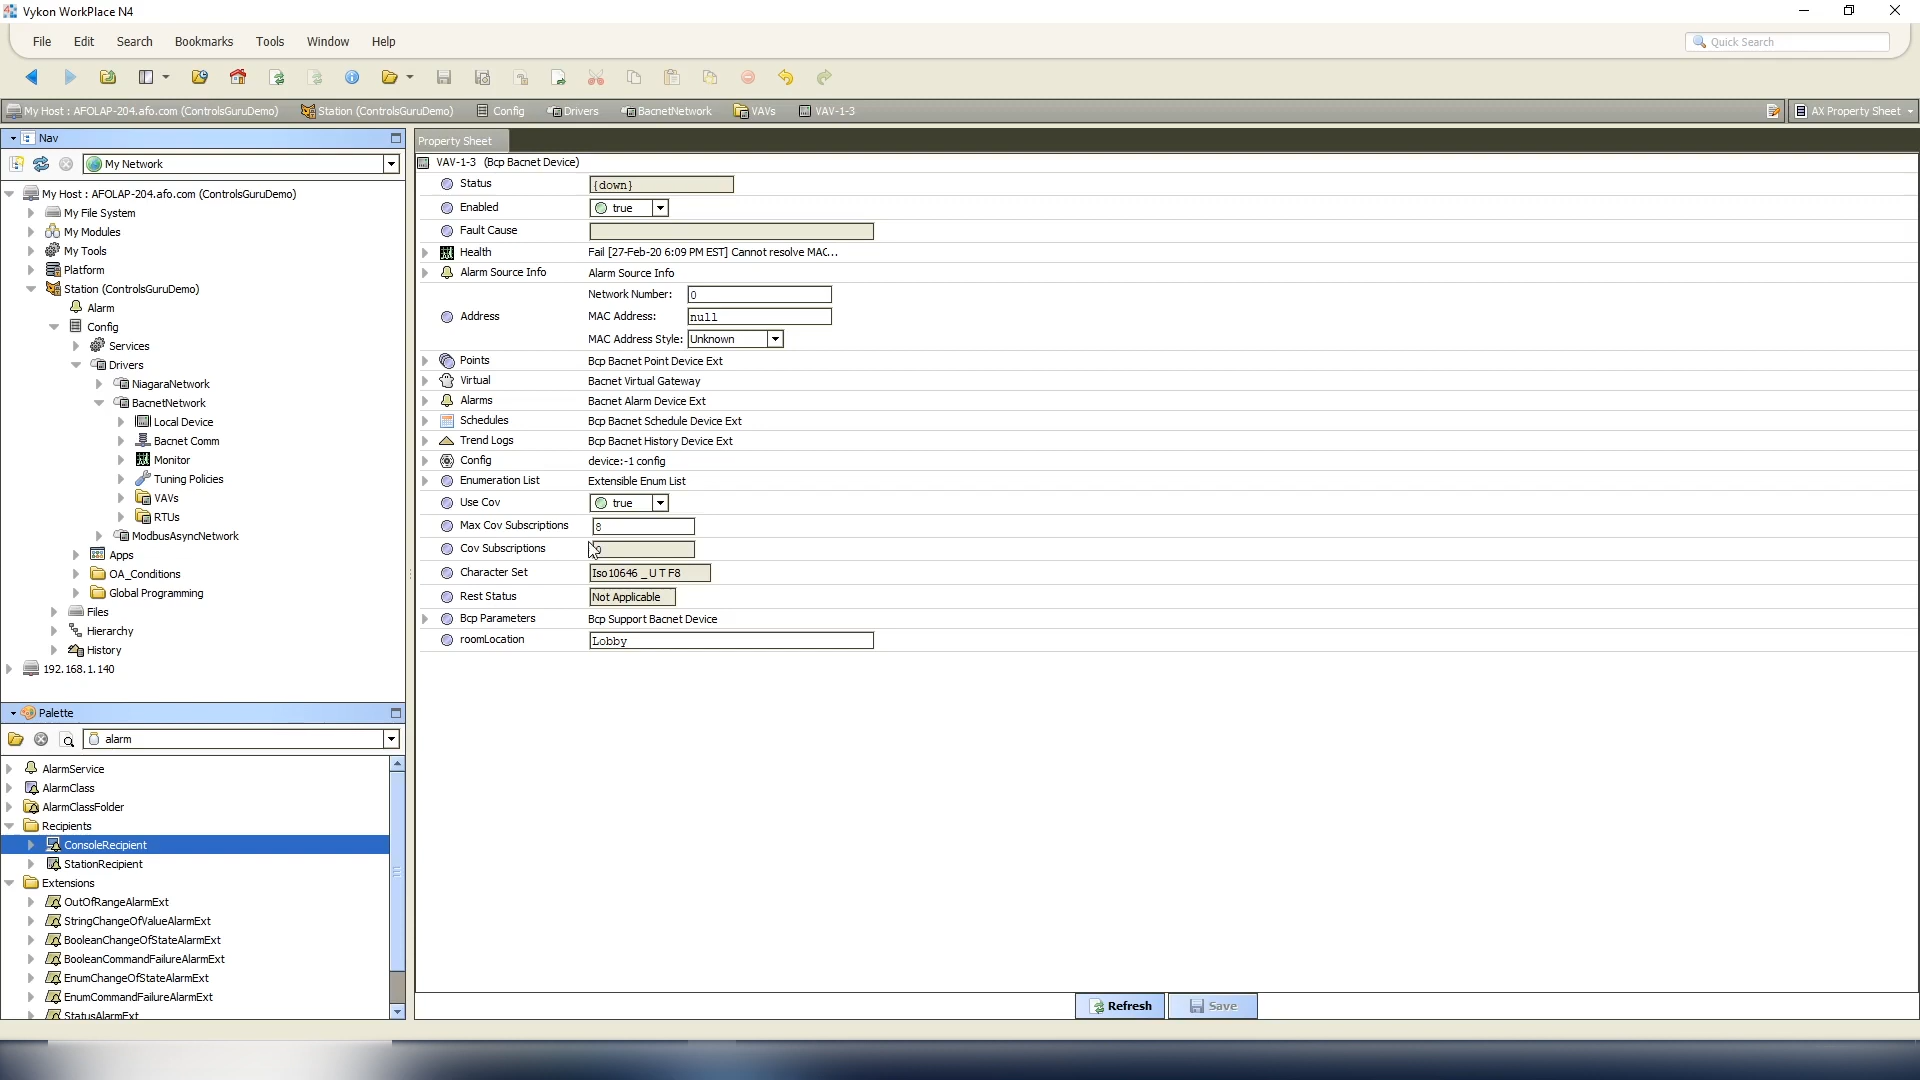 Vykon WorkPlace N4
File Edit Search Bookmarks Tools Window Help
Quick Search
My Host : AFOLAP-204.afo.com (ControlsGuruDemo) Station (ControlsGuruDemo) Config Drivers BacnetNetwork VAVs VAV-1-3 AX Property Sheet
Nav
My Network
My Host : AFOLAP-204.afo.com (ControlsGuruDemo)
My File System
My Modules
My Tools
Platform
Station (ControlsGuruDemo)
Alarm
Config
Services
Drivers
NiagaraNetwork
BacnetNetwork
Local Device
Bacnet Comm
Monitor
Tuning Policies
VAVs
RTUs
ModbusAsyncNetwork
Apps
OA_Conditions
Global Programming
Files
Hierarchy
History
192.168.1.140
Palette
alarm
AlarmService
AlarmClass
AlarmClassFolder
Recipients
ConsoleRecipient
StationRecipient
Extensions
OutOfRangeAlarmExt
StringChangeOfValueAlarmExt
BooleanChangeOfStateAlarmExt
BooleanCommandFailureAlarmExt
EnumChangeOfStateAlarmExt
EnumCommandFailureAlarmExt
StatusAlarmExt
Property Sheet
VAV-1-3 (Bcp Bacnet Device)
Status {down}
Enabled true
Fault Cause
Health Fail [27-Feb-20 6:09 PM EST] Cannot resolve MAC...
Alarm Source Info Alarm Source Info
Network Number: 0
Address MAC Address: null
MAC Address Style: Unknown
Points Bcp Bacnet Point Device Ext
Virtual Bacnet Virtual Gateway
Alarms Bacnet Alarm Device Ext
Schedules Bcp Bacnet Schedule Device Ext
Trend Logs Bcp Bacnet History Device Ext
Config device:-1 config
Enumeration List Extensible Enum List
Use Cov true
Max Cov Subscriptions 8
Cov Subscriptions
Character Set Iso10646 _ U T F8
Rest Status Not Applicable
Bcp Parameters Bcp Support Bacnet Device
roomLocation Lobby
Refresh Save